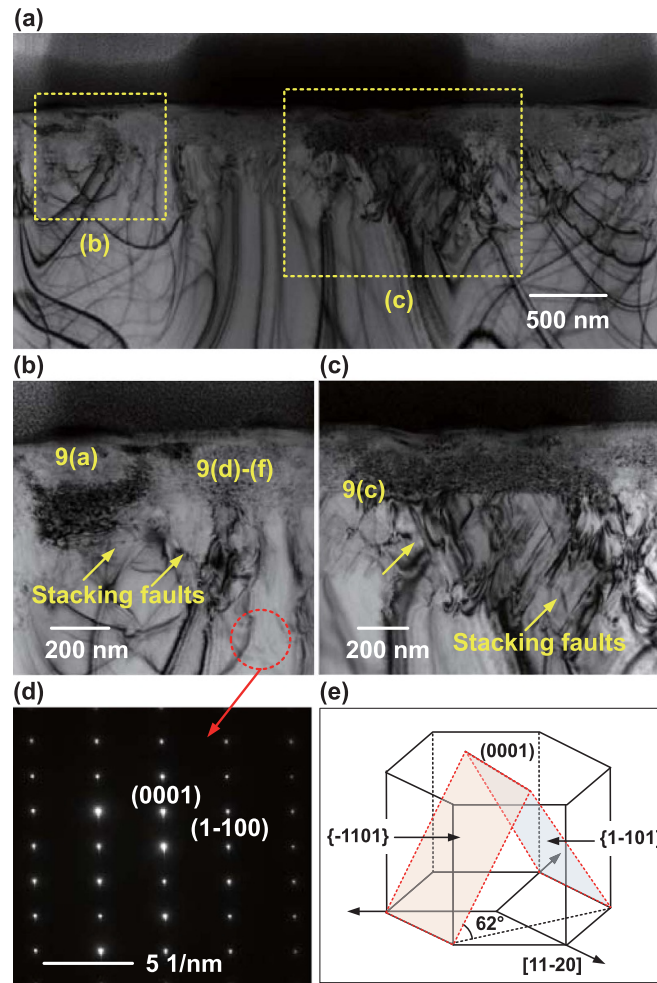 (a)
(b)
(c)
500 nm
(b)
(c)
9(a)
9(d)-(f)
Stacking faults
200 nm
9(c)
Stacking faults
200 nm
(d)
(e)
(0001)
(1-100)
5 1/nm
(0001)
{-1101}
{1-101}
62°
[11-20]